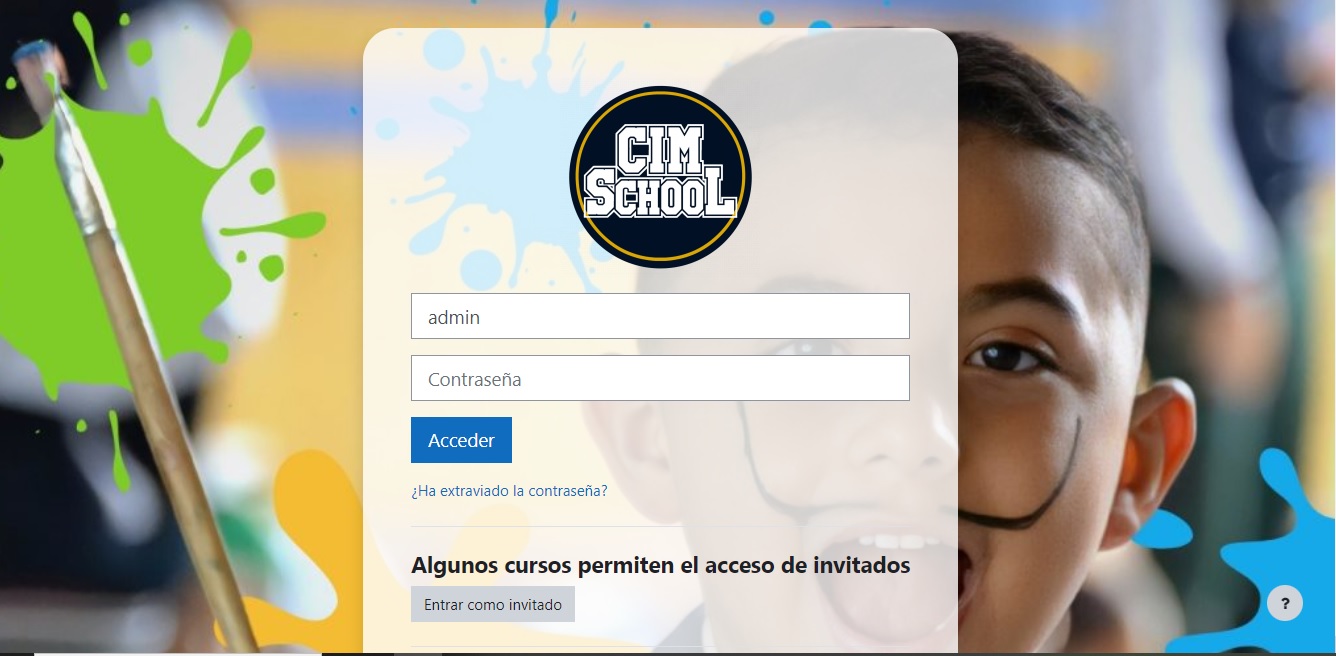 CIM
SCHOOL
admin
Contraseña
Acceder
¿Ha extraviado la contraseña?
Algunos cursos permiten el acceso de invitados
Entrar como invitado
?